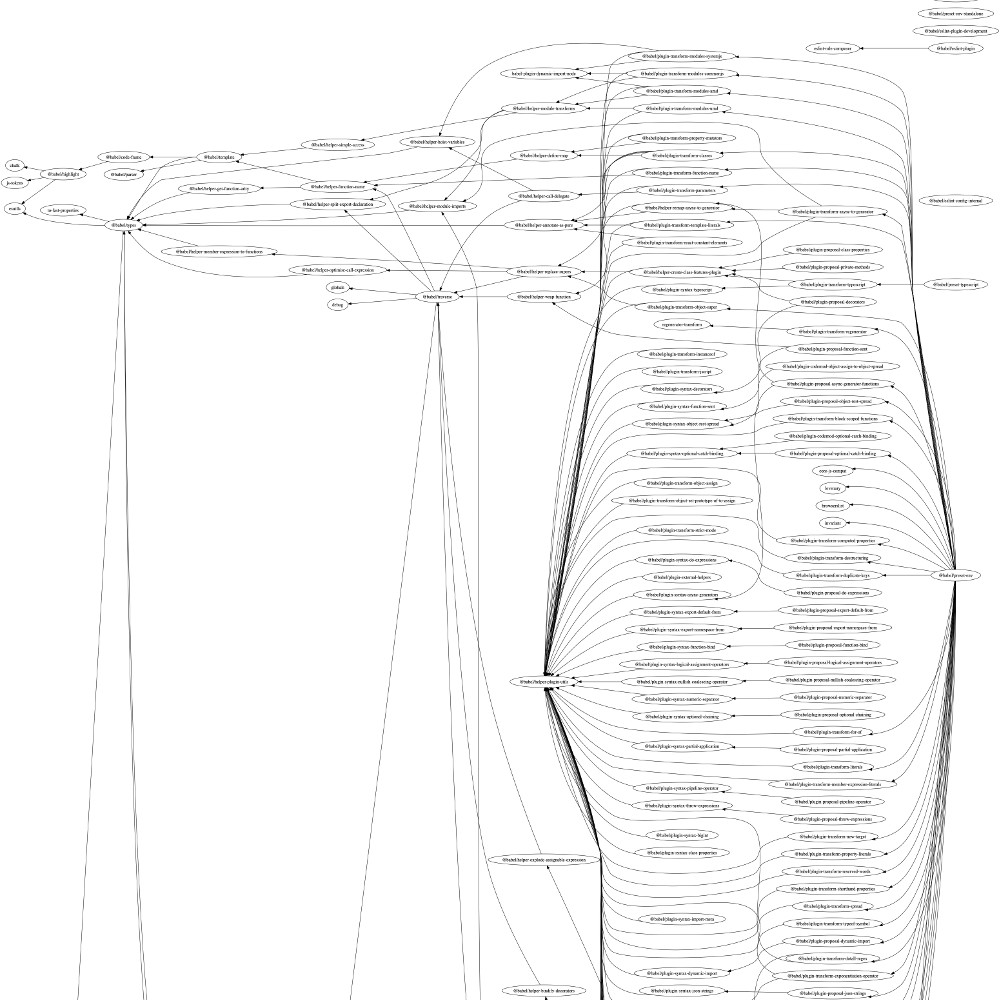 @babel/preset-env-standalone
@babel/eslint-plugin-development
eslint-rule-composer
@babel/eslint-plugin
@babel/plugin-transform-modules-systemjs
@babel/plugin-transform-modules-commonjs
@babel/plugin-transform-modules-amd
@babel/plugin-transform-modules-umd
@babel/helper-module-transforms
@babel/helper-hoist-variables
@babel/helper-simple-access
@babel/plugin-transform-property-mutators
@babel/helper-define-map
@babel/plugin-transform-classes
@babel/code-frame
@babel/template
chalk
@babel/highlight
@babel/parser
js-tokens
@babel/plugin-transform-function-name
@babel/helper-get-function-arity
@babel/helper-function-name
@babel/plugin-transform-parameters
@babel/helper-call-delegate
@babel/helper-split-export-declaration
@babel/helper-module-imports
@babel/eslint-config-internal
esutils
to-fast-properties
@babel/helper-remap-async-to-generator
@babel/plugin-transform-async-to-generator
@babel/types
@babel/helper-annotate-as-pure
@babel/plugin-transform-template-literals
@babel/plugin-transform-react-constant-elements
@babel/helper-member-expression-to-functions
@babel/plugin-proposal-class-properties
@babel/plugin-proposal-private-methods
@babel/helper-optimise-call-expression
@babel/helper-replace-supers
@babel/helper-create-class-features-plugin
globals
@babel/plugin-syntax-typescript
@babel/plugin-transform-typescript
@babel/preset-typescript
@babel/traverse
@babel/helper-wrap-function
@babel/plugin-proposal-decorators
debug
@babel/plugin-transform-object-super
regenerator-transform
@babel/plugin-transform-regenerator
@babel/plugin-proposal-function-sent
@babel/plugin-transform-instanceof
@babel/plugin-codemod-object-assign-to-object-spread
@babel/plugin-transform-jscript
@babel/plugin-proposal-async-generator-functions
@babel/plugin-syntax-decorators
@babel/plugin-proposal-object-rest-spread
@babel/plugin-syntax-function-sent
@babel/plugin-transform-block-scoped-functions
@babel/plugin-syntax-object-rest-spread
@babel/plugin-codemod-optional-catch-binding
@babel/plugin-syntax-optional-catch-binding
@babel/plugin-proposal-optional-catch-binding
core-js-compat
@babel/plugin-transform-object-assign
levenary
@babel/plugin-transform-object-set-prototype-of-to-assign
browserslist
invariant
@babel/plugin-transform-strict-mode
@babel/plugin-transform-computed-properties
@babel/plugin-syntax-do-expressions
@babel/plugin-transform-destructuring
@babel/plugin-external-helpers
@babel/plugin-transform-duplicate-keys
@babel/preset-env
@babel/plugin-syntax-async-generators
@babel/plugin-proposal-do-expressions
@babel/plugin-syntax-export-default-from
@babel/plugin-proposal-export-default-from
@babel/plugin-syntax-export-namespace-from
@babel/plugin-proposal-export-namespace-from
@babel/plugin-syntax-function-bind
@babel/plugin-proposal-function-bind
@babel/plugin-syntax-logical-assignment-operators
@babel/plugin-proposal-logical-assignment-operators
@babel/helper-plugin-utils
@babel/plugin-syntax-nullish-coalescing-operator
@babel/plugin-proposal-nullish-coalescing-operator
@babel/plugin-syntax-numeric-separator
@babel/plugin-proposal-numeric-separator
@babel/plugin-syntax-optional-chaining
@babel/plugin-proposal-optional-chaining
@babel/plugin-transform-for-of
@babel/plugin-syntax-partial-application
@babel/plugin-proposal-partial-application
@babel/plugin-transform-literals
@babel/plugin-transform-member-expression-literals
@babel/plugin-syntax-pipeline-operator
@babel/plugin-proposal-pipeline-operator
@babel/plugin-syntax-throw-expressions
@babel/plugin-proposal-throw-expressions
@babel/plugin-syntax-bigint
@babel/plugin-transform-new-target
@babel/plugin-syntax-class-properties
@babel/plugin-transform-property-literals
@babel/helper-explode-assignable-expression
@babel/plugin-transform-reserved-words
@babel/plugin-transform-shorthand-properties
@babel/plugin-transform-spread
@babel/plugin-syntax-import-meta
@babel/plugin-transform-typeof-symbol
@babel/plugin-proposal-dynamic-import
@babel/plugin-transform-dotall-regex
@babel/plugin-syntax-dynamic-import
@babel/plugin-transform-exponentiation-operator
@babel/helper-builder-decorators
@babel/plugin-syntax-json-strings
@babel/plugin-proposal-json-strings